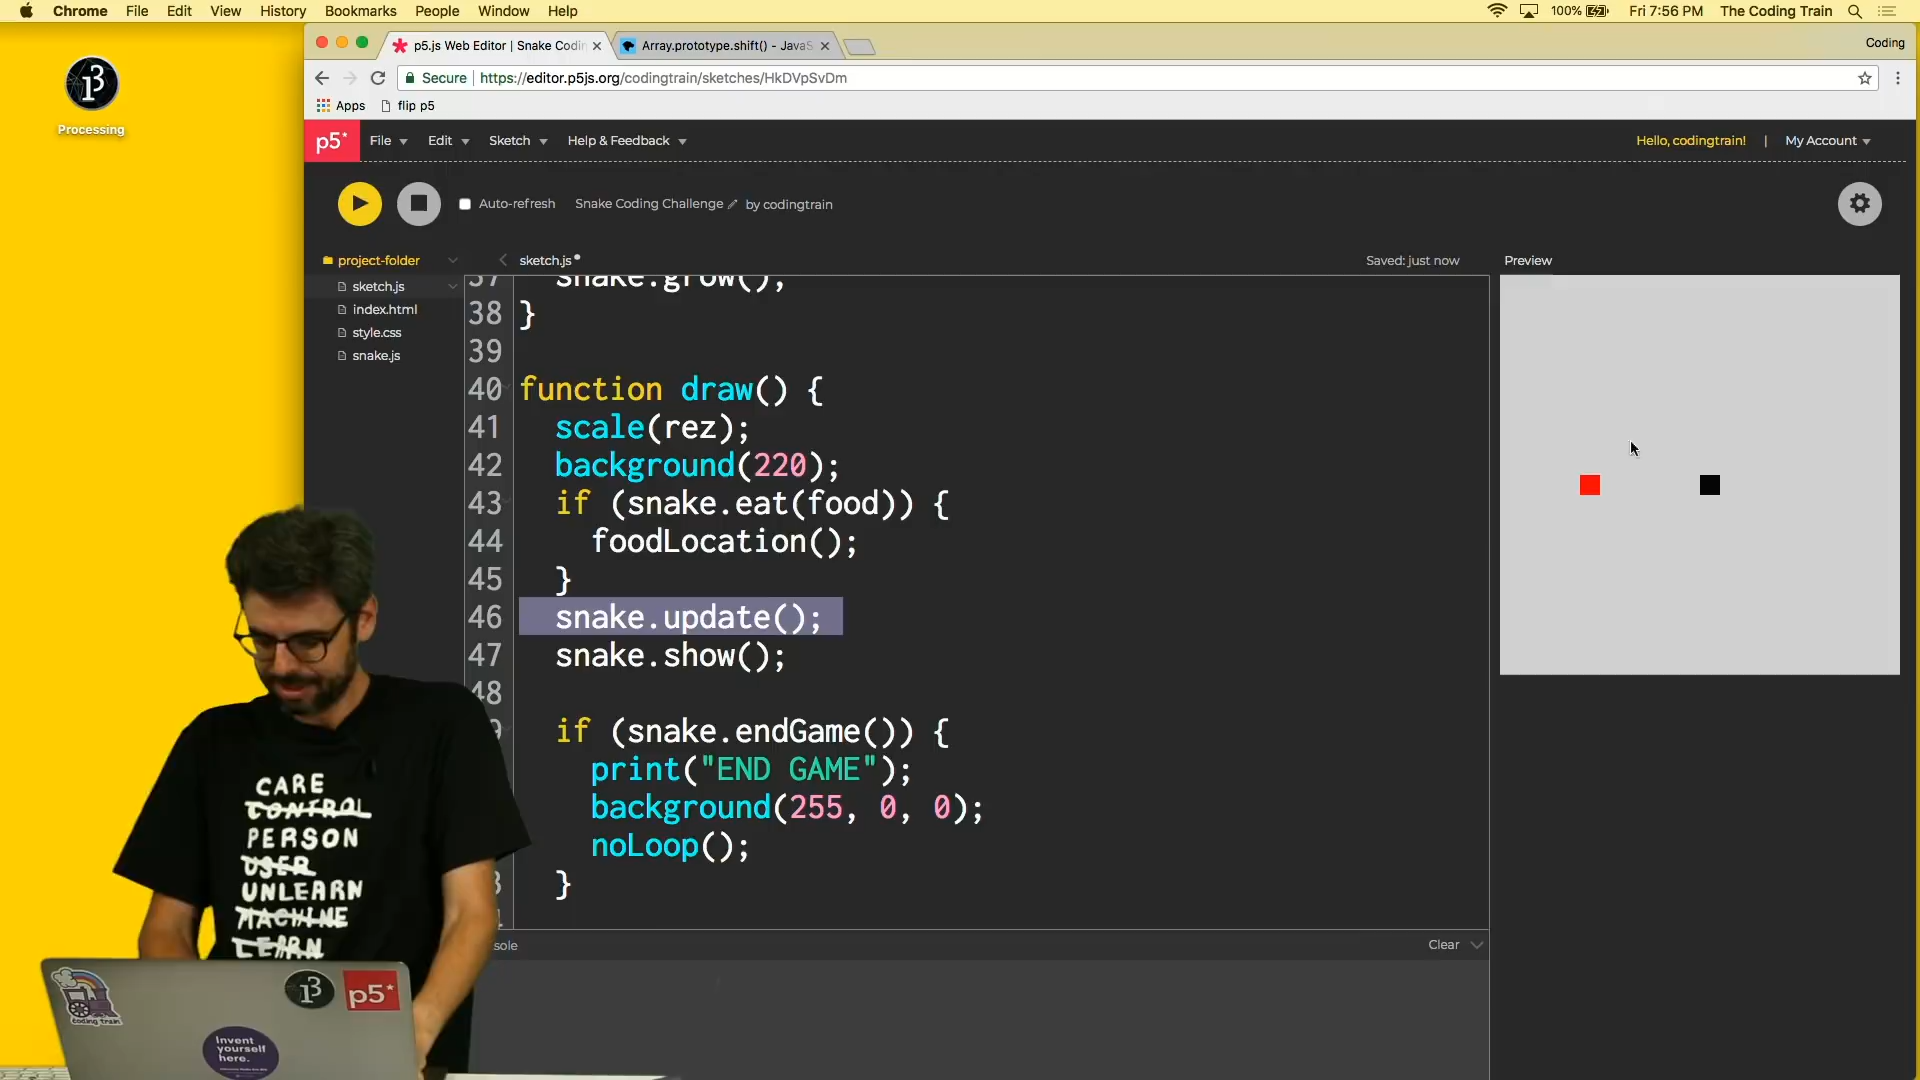 Chrome File Edit View History Bookmarks People Window Help
100% Fri 7:56 PM The Coding Train
p5.js Web Editor | Snake Codin
Array.prototype.shift() - JavaS
Coding
Secure https://editor.p5js.org/codingtrain/sketches/HkDVpSvDm
Apps flip p5
Processing
p5* File Edit Sketch Help & Feedback Hello, codingtrain! | My Account
Auto-refresh Snake Coding Challenge by codingtrain
project-folder
sketch.js
index.html
style.css
snake.js
sketch.js Saved: just now Preview
37 snake.grow();
38 }
39
40 function draw() {
41 scale(rez);
42 background(220);
43 if (snake.eat(food)) {
44 foodLocation();
45 }
46 snake.update();
47 snake.show();
48
if (snake.endGame()) {
print("END GAME");
background(255, 0, 0);
noLoop();
}
sole Clear
CARE
CONTROL
PERSON
USER
UNLEARN
MACHINE
LEARN
coding train
p5*
Invent
yourself
here.